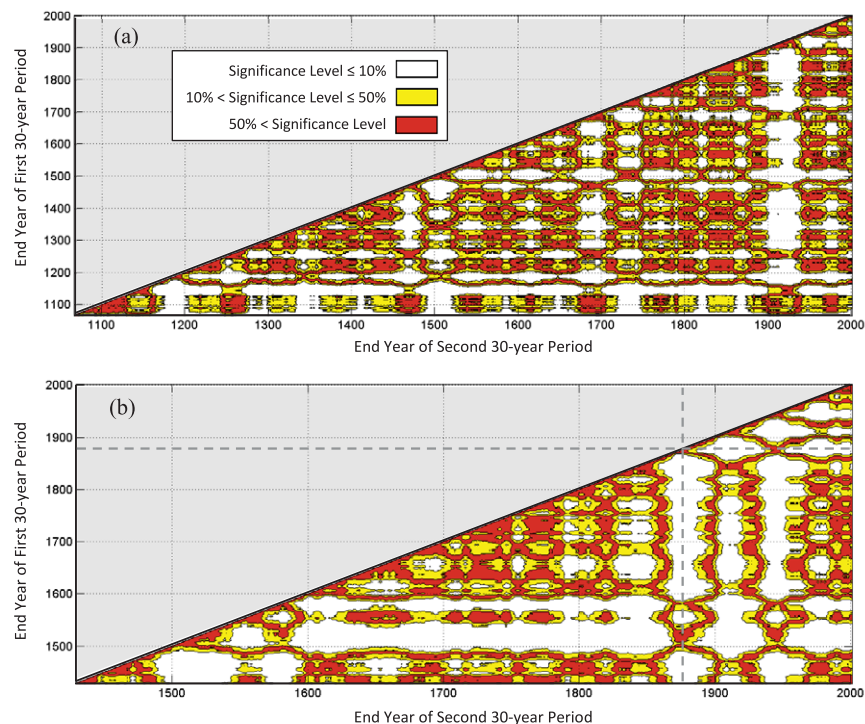 2000
1900
1800
1700
1600
1500
1400
1300
1200
1100
End Year of First 30-year Period
(a)
Significance Level ≤ 10%
10% < Significance Level ≤ 50%
50% < Significance Level
1100 1200 1300 1400 1500 1600 1700 1800 1900 2000
End Year of Second 30-year Period
2000
1900
1800
1700
1600
1500
End Year of First 30-year Period
(b)
1500 1600 1700 1800 1900 2000
End Year of Second 30-year Period